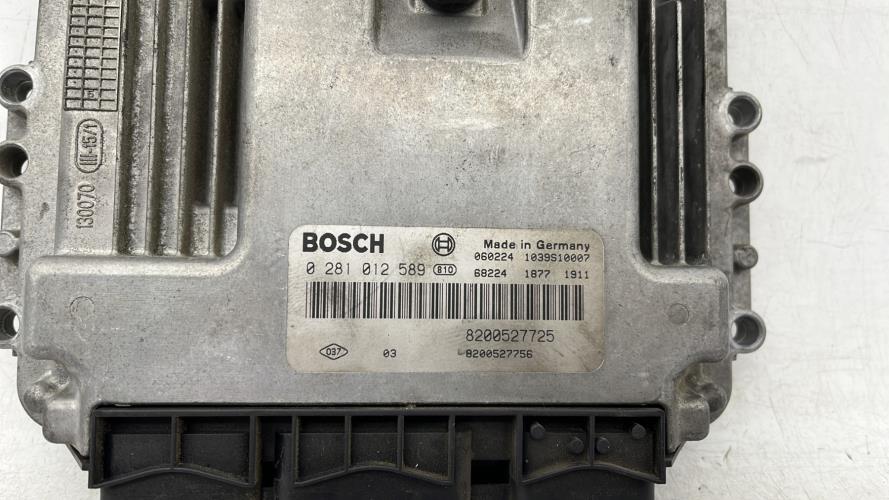 130070 III-15/1
BOSCH Made in Germany
060224 1039S10007
0 281 012 589 B10 68224 1877 1911
8200527725
037 03 8200527756